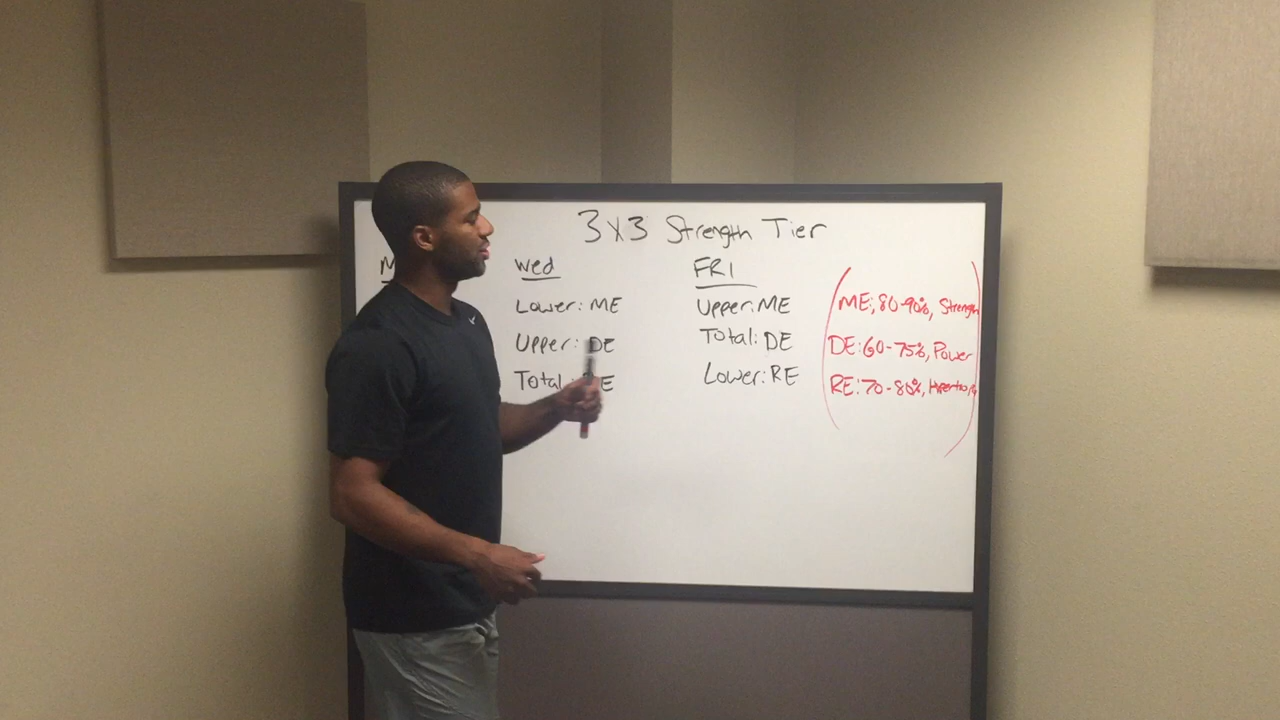 3x3 Strength Tier
Wed
Lower: ME
Upper: DE
Total:
FRI
Upper: ME
Total: DE
Lower: RE
ME; 80-90%, Strength
DE: 60-75%, Power
RE: 70-80%,